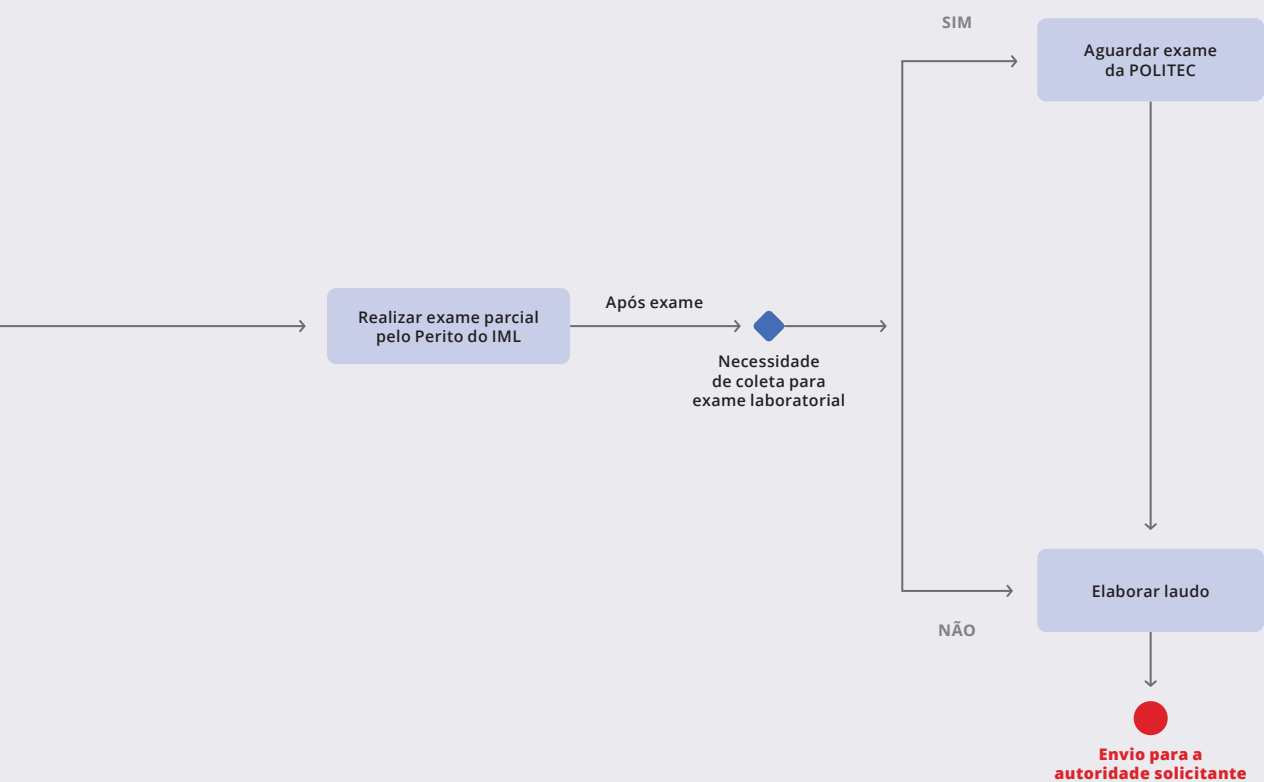 SIM
Aguardar exame
da POLITEC
Após exame
Realizar exame parcial
pelo Perito do IML
Necessidade
de coleta para
exame laboratorial
Elaborar laudo
NÃO
Envio para a
autoridade solicitante